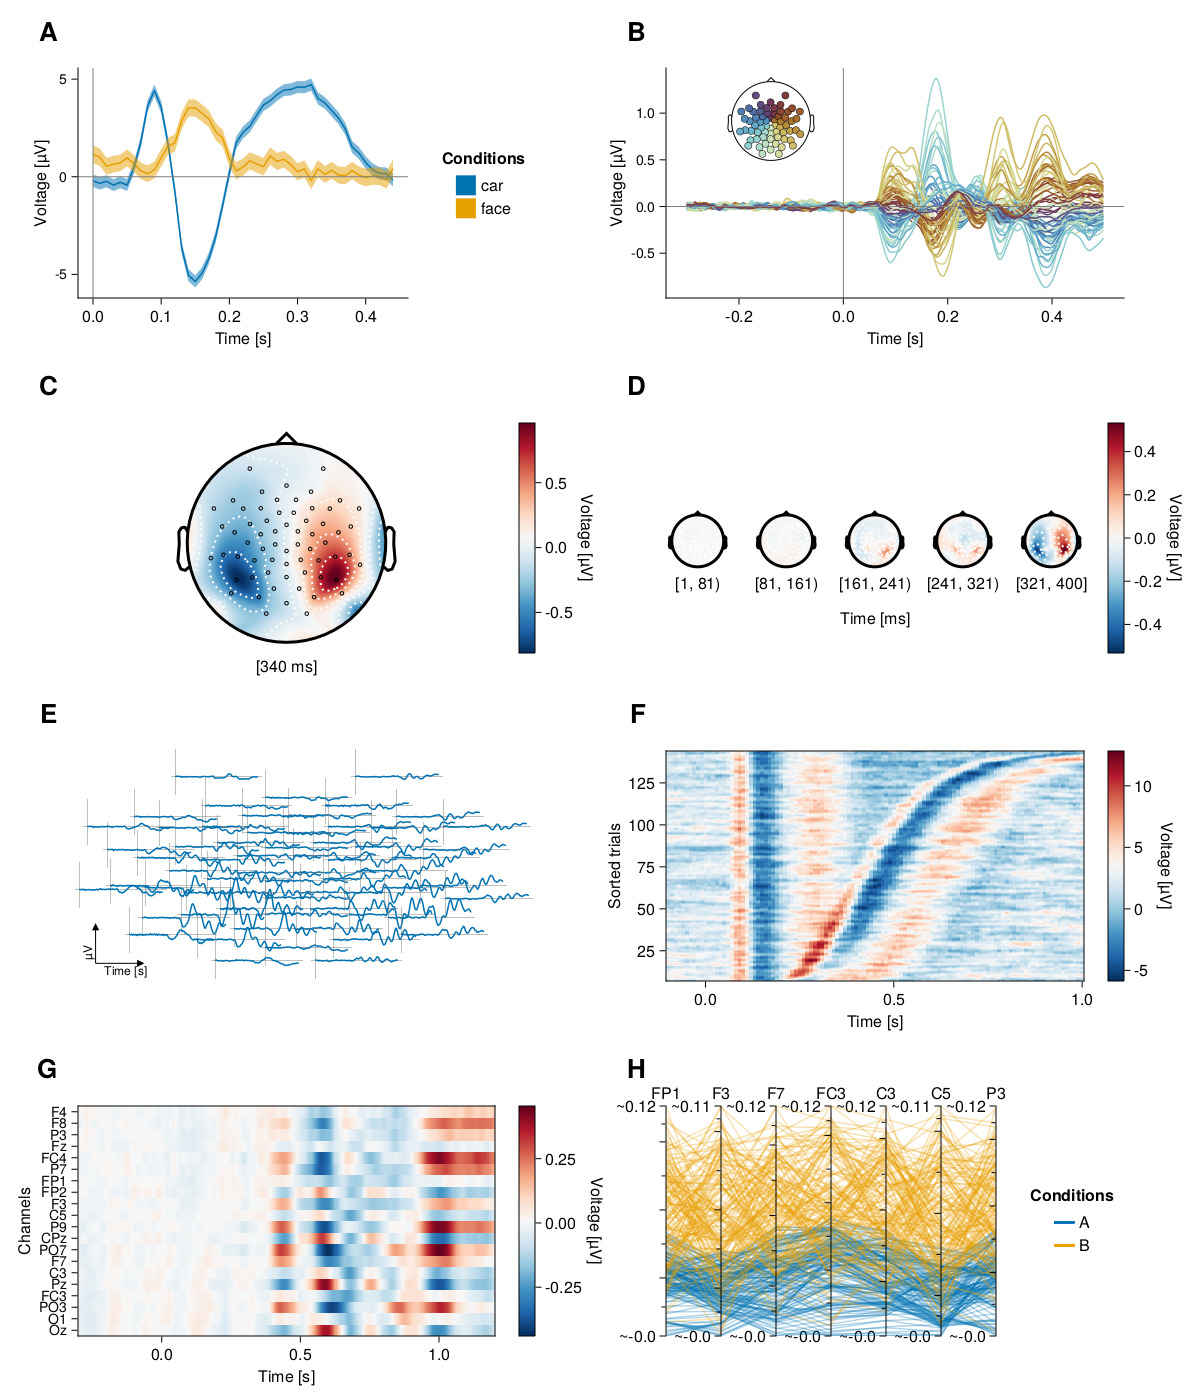 A
5
0
-5
Voltage [µV]
0.0 0.1 0.2 0.3 0.4
Time [s]
Conditions
car
face
B
1.0
0.5
0.0
-0.5
Voltage [µV]
-0.2 0.0 0.2 0.4
Time [s]
C
[340 ms]
0.5
0.0
-0.5
Voltage [µV]
D
[1, 81) [81, 161) [161, 241) [241, 321) [321, 400]
Time [ms]
0.4
0.2
0.0
-0.2
-0.4
Voltage [µV]
E
µV
Time [s]
F
125
100
75
50
25
Sorted trials
0.0 0.5 1.0
Time [s]
10
5
0
-5
Voltage [µV]
G
F4
F8
P3
Fz
FC4
P7
FP1
FP2
F3
C5
P9
CPz
PO7
F7
C3
Pz
FC3
PO3
O1
Oz
Channels
0.0 0.5 1.0
Time [s]
0.25
0.00
-0.25
Voltage [µV]
H
FP1 F3 F7 FC3 C3 C5 P3
~0.12 ~0.11 ~0.12 ~0.12 ~0.12 ~0.11 ~0.12
~-0.0 ~-0.0 ~-0.0 ~-0.0 ~-0.0 ~-0.0 ~-0.0
Conditions
A
B